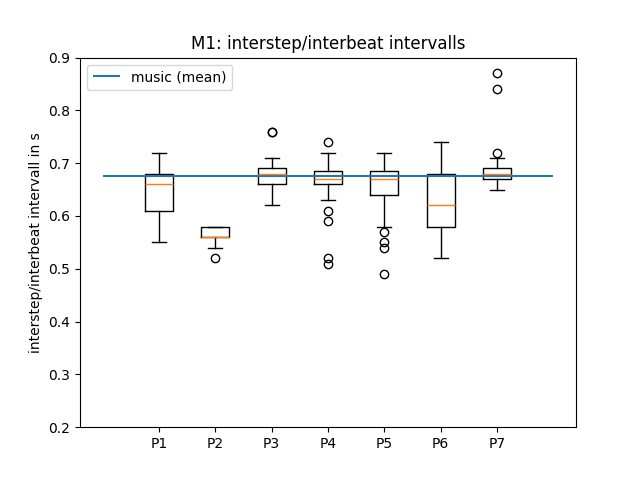 M1: interstep/interbeat intervalls
music (mean)
interstep/interbeat intervall in s
0.9
0.8
0.7
0.6
0.5
0.4
0.3
0.2
P1 P2 P3 P4 P5 P6 P7